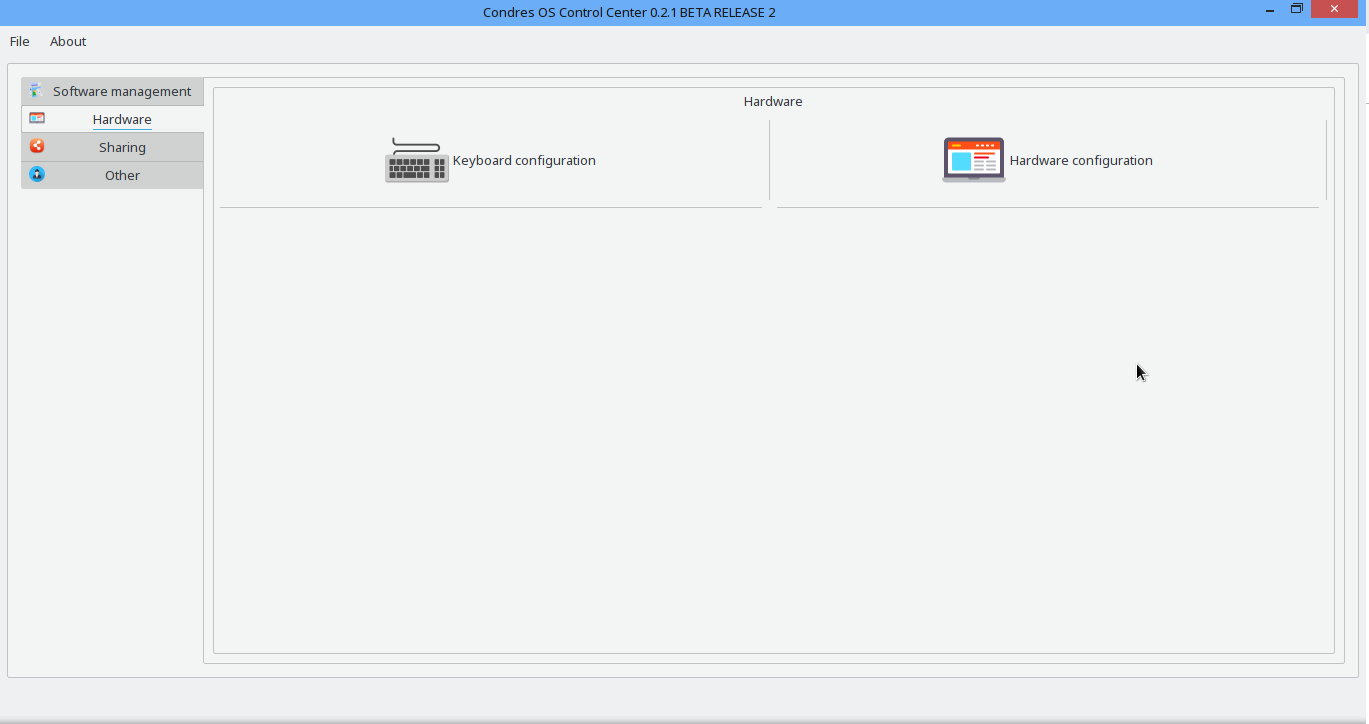 Condres OS Control Center 0.2.1 BETA RELEASE 2
File About
Software management
Hardware
Sharing
Other
Hardware
Keyboard configuration
Hardware configuration